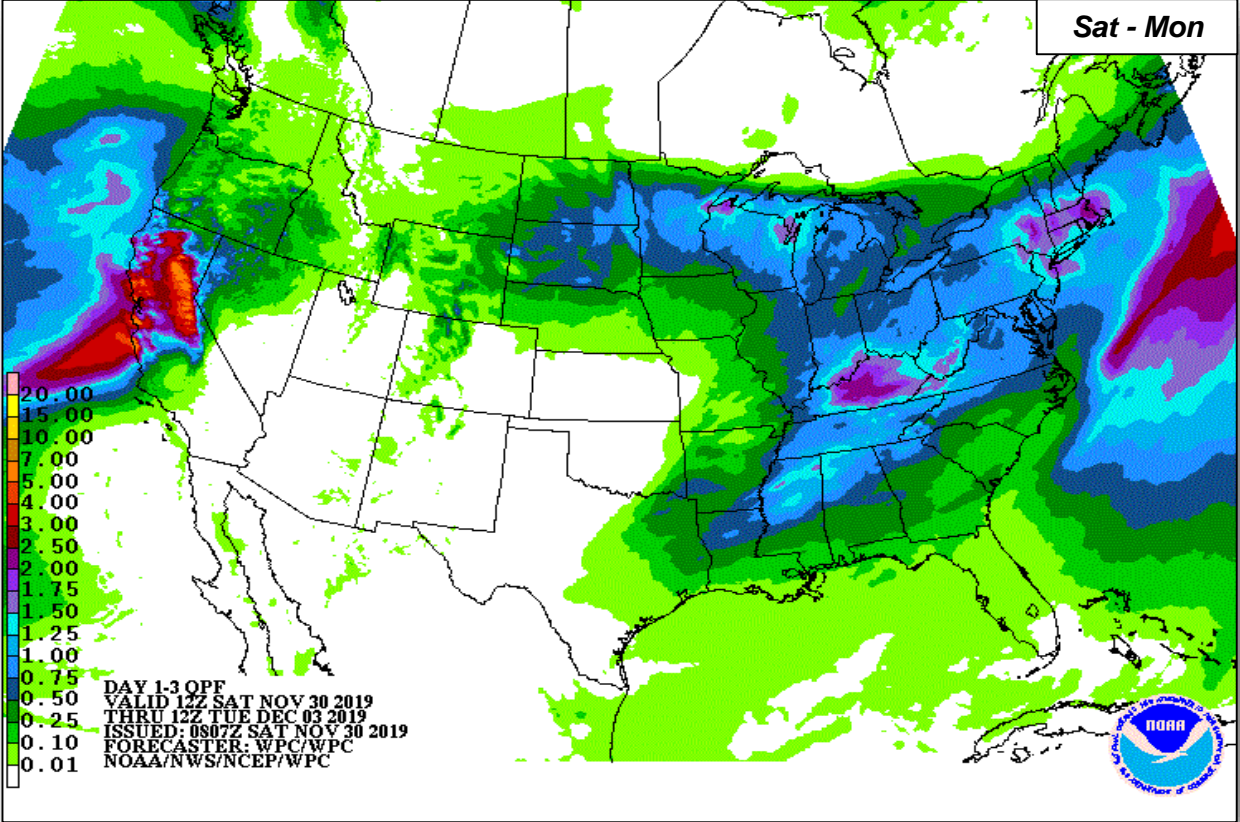 Sat - Mon
20.00
15.00
10.00
7.00
5.00
4.00
3.00
2.50
2.00
1.75
1.50
1.25
1.00
0.75
0.50
0.25
0.10
0.01
DAY 1-3 QPF
VALID 12Z SAT NOV 30 2019
THRU 12Z TUE DEC 03 2019
ISSUED: 0807Z SAT NOV 30 2019
FORECASTER: WPC/WPC
NOAA/NWS/NCEP/WPC
NOAA